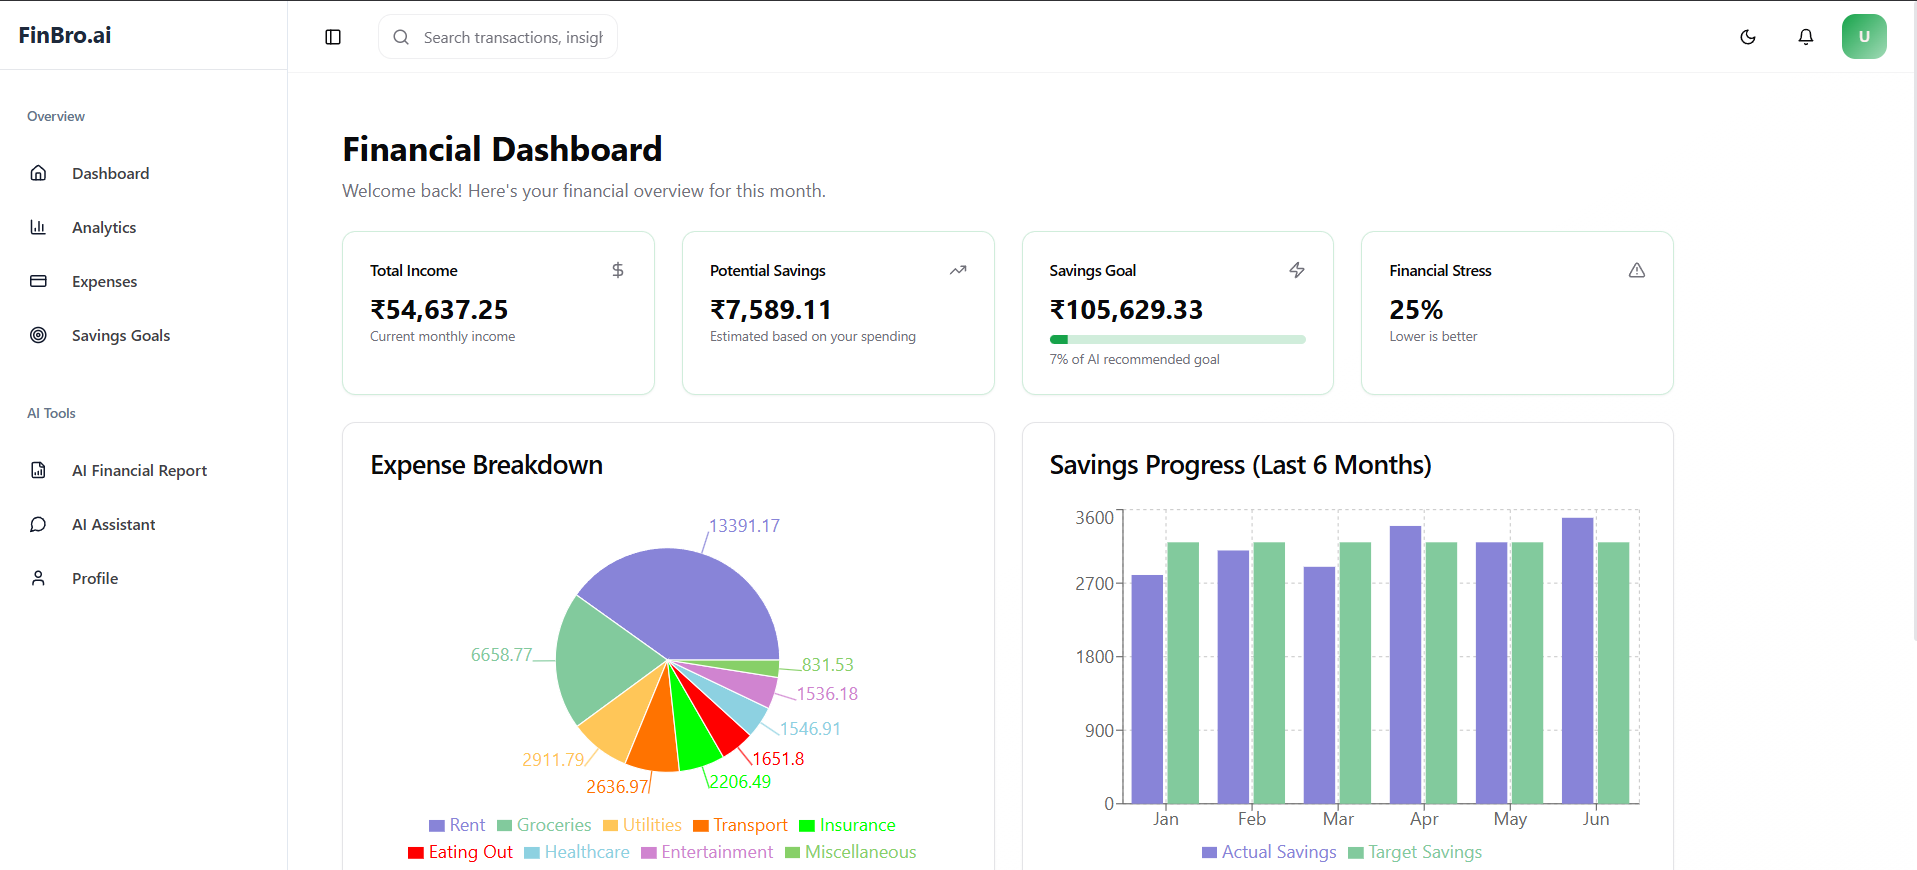 FinBro.ai
Search transactions, insigh
U
Overview
Dashboard
Analytics
Expenses
Savings Goals
AI Tools
AI Financial Report
AI Assistant
Profile
Financial Dashboard
Welcome back! Here's your financial overview for this month.
Total Income
₹54,637.25
Current monthly income
Potential Savings
₹7,589.11
Estimated based on your spending
Savings Goal
₹105,629.33
7% of AI recommended goal
Financial Stress
25%
Lower is better
Expense Breakdown
13391.17
6658.77
831.53
1536.18
1546.91
2911.79
1651.8
2636.97
2206.49
Rent Groceries Utilities Transport Insurance
Eating Out Healthcare Entertainment Miscellaneous
Savings Progress (Last 6 Months)
3600
2700
1800
900
0
Jan Feb Mar Apr May Jun
Actual Savings Target Savings